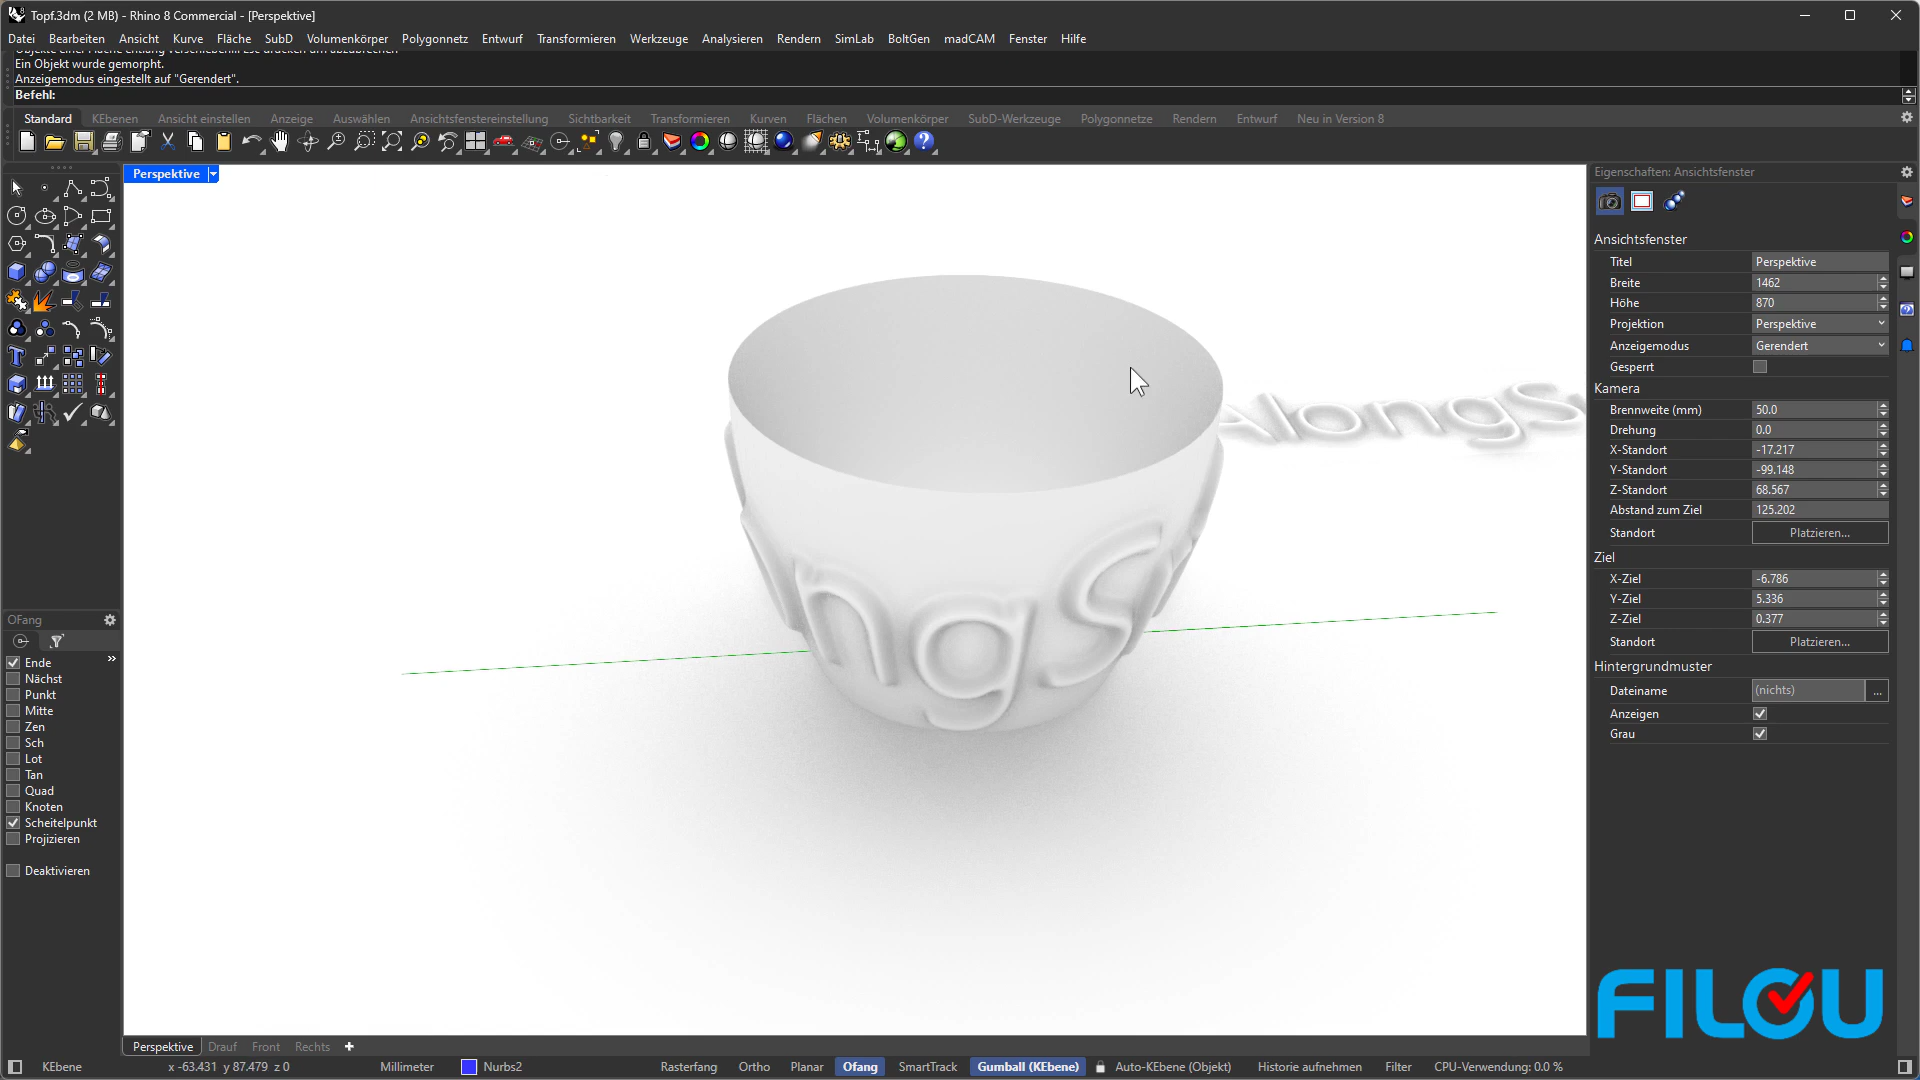 Topf.3dm (2 MB) - Rhino 8 Commercial - [Perspektive]
Datei Bearbeiten Ansicht Kurve Fläche SubD Volumenkörper Polygonnetz Entwurf Transformieren Werkzeuge Analysieren Rendern SimLab BoltGen madCAM Fenster Hilfe
Ein Objekt wurde gemorpht.
Anzeigemodus eingestellt auf "Gerendert".
Befehl:
Standard KEbenen Ansicht einstellen Anzeige Auswählen Ansichtsfenstereinstellung Sichtbarkeit Transformieren Kurven Flächen Volumenkörper SubD-Werkzeuge Polygonnetze Rendern Entwurf Neu in Version 8
Perspektive
AlongS
ngS
OFang
Ende
Nächst
Punkt
Mitte
Zen
Sch
Lot
Tan
Quad
Knoten
Scheitelpunkt
Projizieren
Deaktivieren
Eigenschaften: Ansichtsfenster
Ansichtsfenster
Titel Perspektive
Breite 1462
Höhe 870
Projektion Perspektive
Anzeigemodus Gerendert
Gesperrt
Kamera
Brennweite (mm) 50.0
Drehung 0.0
X-Standort -17.217
Y-Standort -99.148
Z-Standort 68.567
Abstand zum Ziel 125.202
Standort Platzieren...
Ziel
X-Ziel -6.786
Y-Ziel 5.336
Z-Ziel 0.377
Standort Platzieren...
Hintergrundmuster
Dateiname (nichts) ...
Anzeigen
Grau
FILOU
Perspektive Drauf Front Rechts
KEbene x -63.431 y 87.479 z 0 Millimeter Nurbs2 Rasterfang Ortho Planar Ofang SmartTrack Gumball (KEbene) Auto-KEbene (Objekt) Historie aufnehmen Filter CPU-Verwendung: 0.0 %